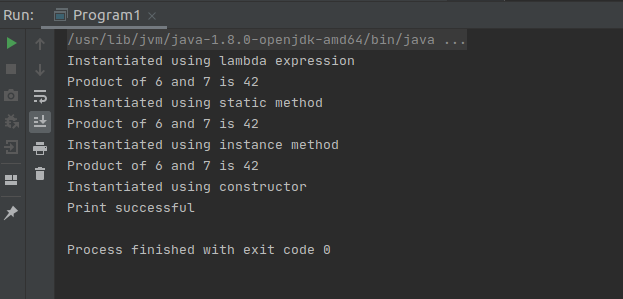 Run: Program1
/usr/lib/jvm/java-1.8.0-openjdk-amd64/bin/java ...
Instantiated using lambda expression
Product of 6 and 7 is 42
Instantiated using static method
Product of 6 and 7 is 42
Instantiated using instance method
Product of 6 and 7 is 42
Instantiated using constructor
Print successful
Process finished with exit code 0